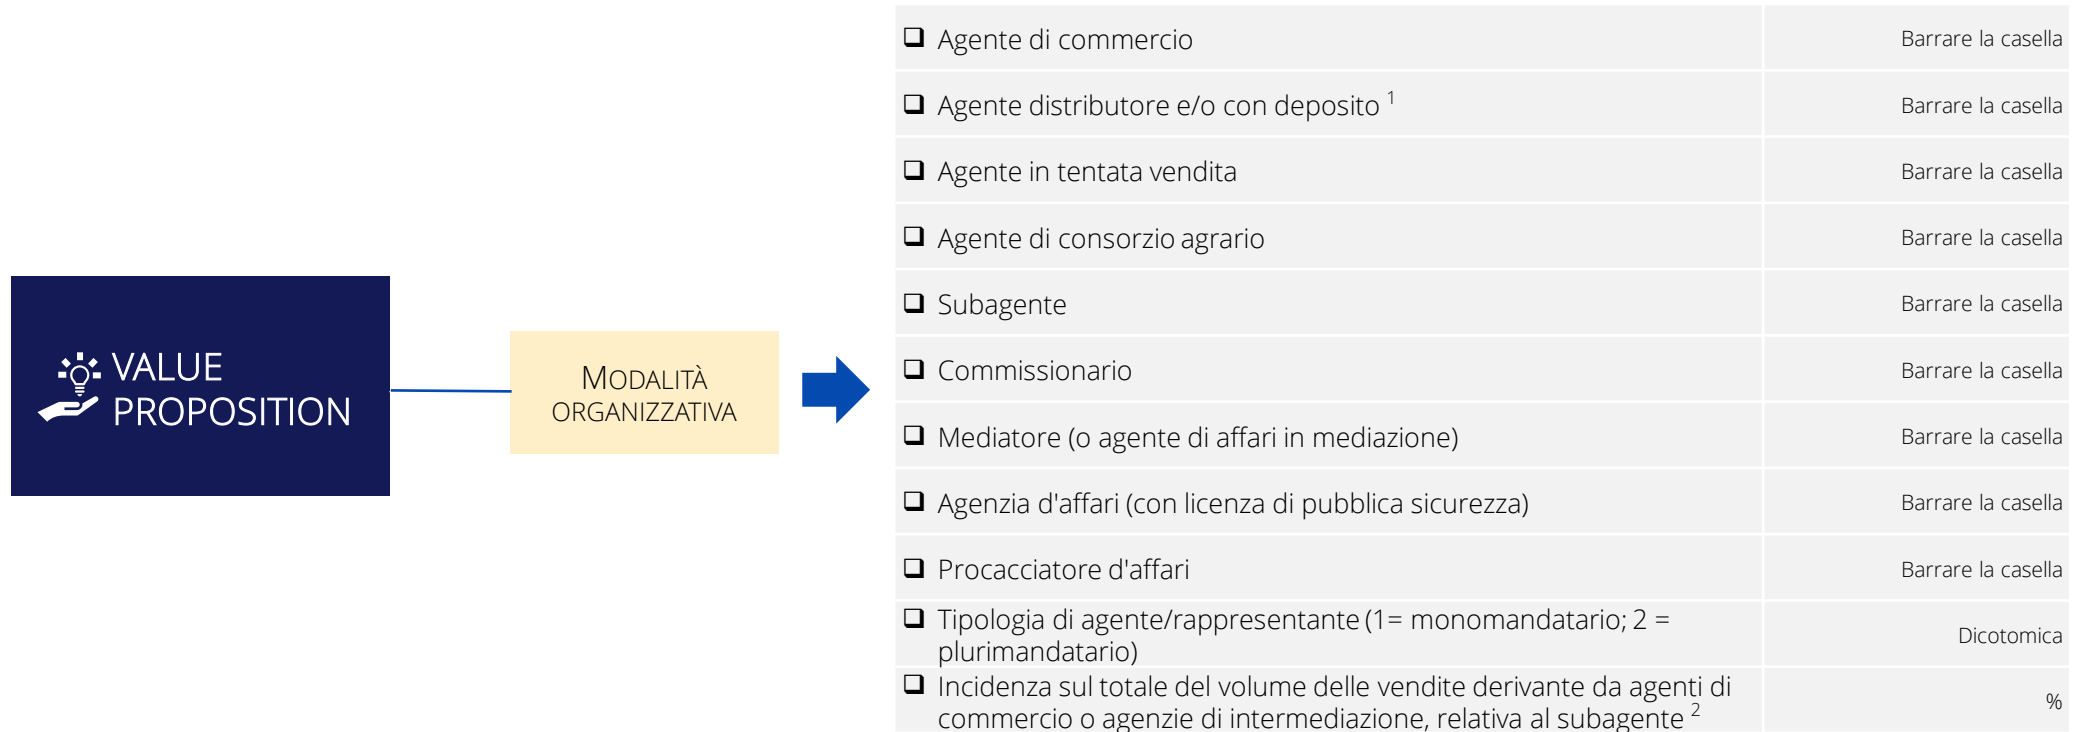 VALUE
PROPOSITION
MODALITÀ
ORGANIZZATIVA
❑ Agente di commercio Barrare la casella
❑ Agente distributore e/o con deposito 1 Barrare la casella
❑ Agente in tentata vendita Barrare la casella
❑ Agente di consorzio agrario Barrare la casella
❑ Subagente Barrare la casella
❑ Commissionario Barrare la casella
❑ Mediatore (o agente di affari in mediazione) Barrare la casella
❑ Agenzia d'affari (con licenza di pubblica sicurezza) Barrare la casella
❑ Procacciatore d'affari Barrare la casella
❑ Tipologia di agente/rappresentante (1= monomandatario; 2 =
plurimandatario) Dicotomica
❑ Incidenza sul totale del volume delle vendite derivante da agenti di
commercio o agenzie di intermediazione, relativa al subagente 2 %